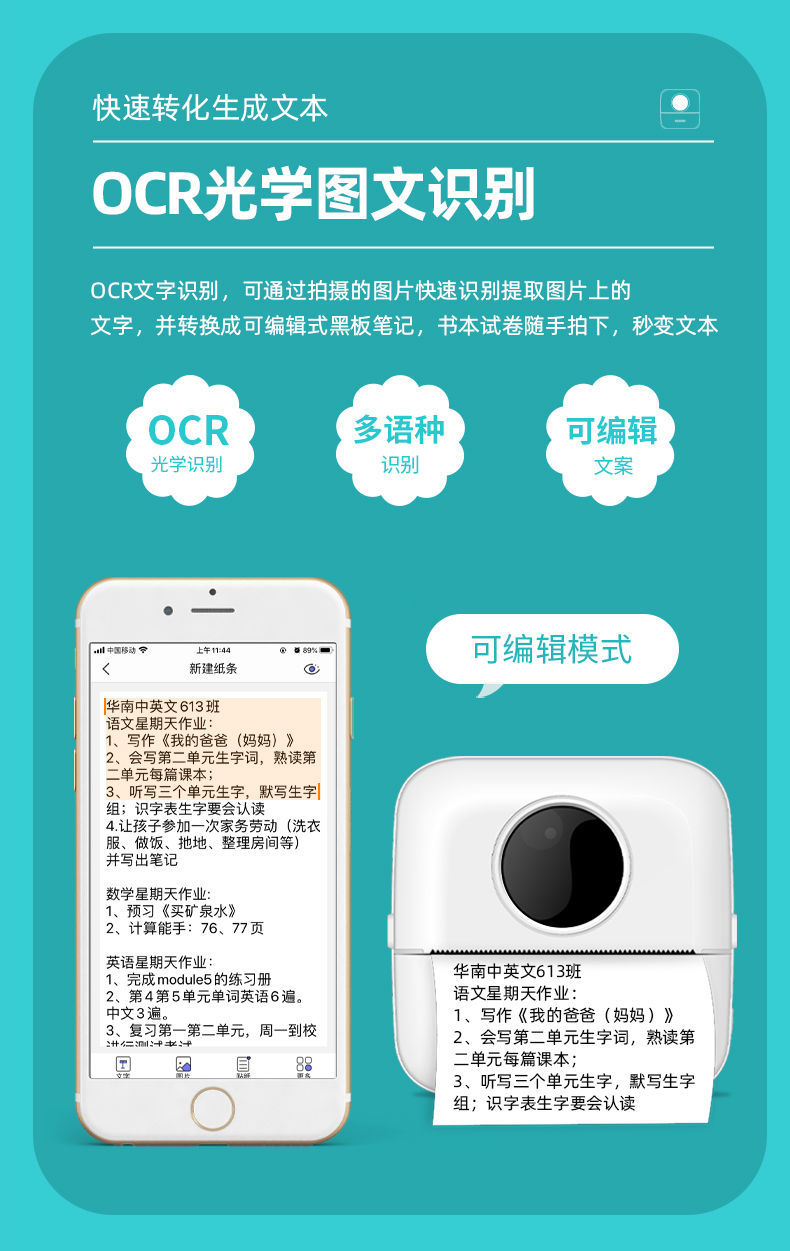 快速转化生成文本
OCR光学图文识别
OCR文字识别，可通过拍摄的图片快速识别提取图片上的
文字，并转换成可编辑式黑板笔记，书本试卷随手拍下，秒变文本
OCR
光学识别
多语种
识别
可编辑
文案
中国移动
上午11:44
89%
新建纸条
华南中英文613班
语文星期天作业：
1、写作《我的爸爸（妈妈）》
2、会写第二单元生字词，熟读第
二单元每篇课本；
3、听写三个单元生字，默写生字
组；识字表生字要会认读
4.让孩子参加一次家务劳动（洗衣
服、做饭、拖地、整理房间等）
并写出笔记
数学星期天作业:
1、预习《买矿泉水》
2、计算能手：76、77页
英语星期天作业：
1、完成module5的练习册
2、第4第5单元单词英语6遍。
中文3遍。
3、复习第一第二单元，周一到校
进行测试考试
文字
图片
贴纸
更多
可编辑模式
华南中英文613班
语文星期天作业：
1、写作《我的爸爸（妈妈）》
2、会写第二单元生字词，熟读第
二单元每篇课本；
3、听写三个单元生字，默写生字
组；识字表生字要会认读